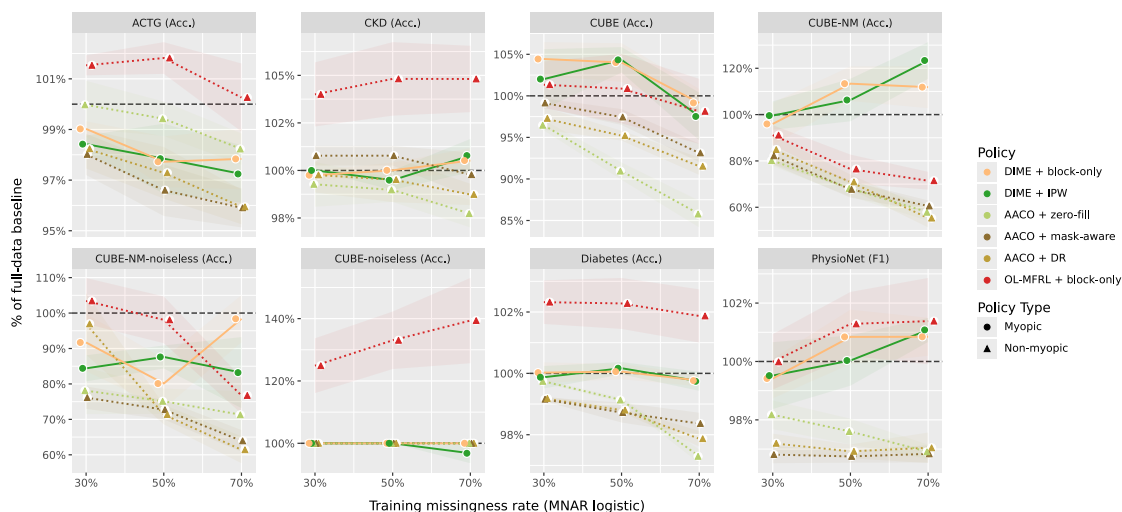 ACTG (Acc.)
CKD (Acc.)
CUBE (Acc.)
CUBE-NM (Acc.)
101%
99%
97%
95%
105%
102%
100%
98%
105%
100%
95%
90%
85%
120%
100%
80%
60%
% of full-data baseline
CUBE-NM-noiseless (Acc.)
CUBE-noiseless (Acc.)
Diabetes (Acc.)
PhysioNet (F1)
110%
100%
90%
80%
70%
60%
140%
120%
100%
102%
100%
98%
102%
100%
98%
30% 50% 70%
30% 50% 70%
30% 50% 70%
30% 50% 70%
Training missingness rate (MNAR logistic)
Policy
DIME + block-only
DIME + IPW
AACO + zero-fill
AACO + mask-aware
AACO + DR
OL-MFRL + block-only
Policy Type
Myopic
Non-myopic